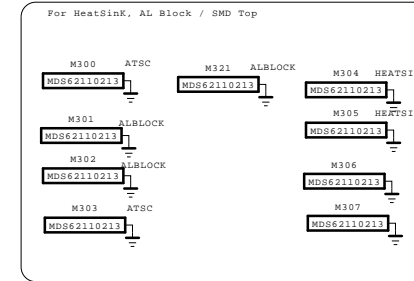 For HeatSinK, AL Block / SMD Top
M300 ATSC
MDS62110213
M301 ALBLOCK
MDS62110213
M302 ALBLOCK
MDS62110213
M303 ATSC
MDS62110213
M321 ALBLOCK
MDS62110213
M304 HEATSI
MDS62110213
M305 HEATSI
MDS62110213
M306
MDS62110213
M307
MDS62110213